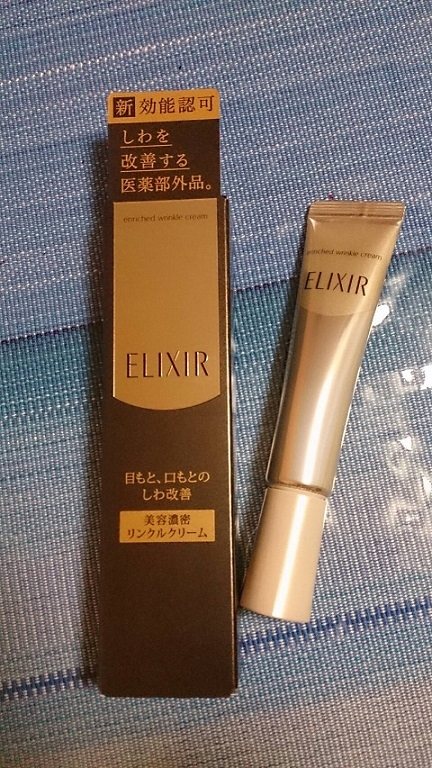 新 効能認可
しわを
改善する
医薬部外品。
enriched wrinkle cream
ELIXIR
目もと、口もとの
しわ改善
美容濃密
リンクルクリーム
enriched wrinkle cream
ELIXIR